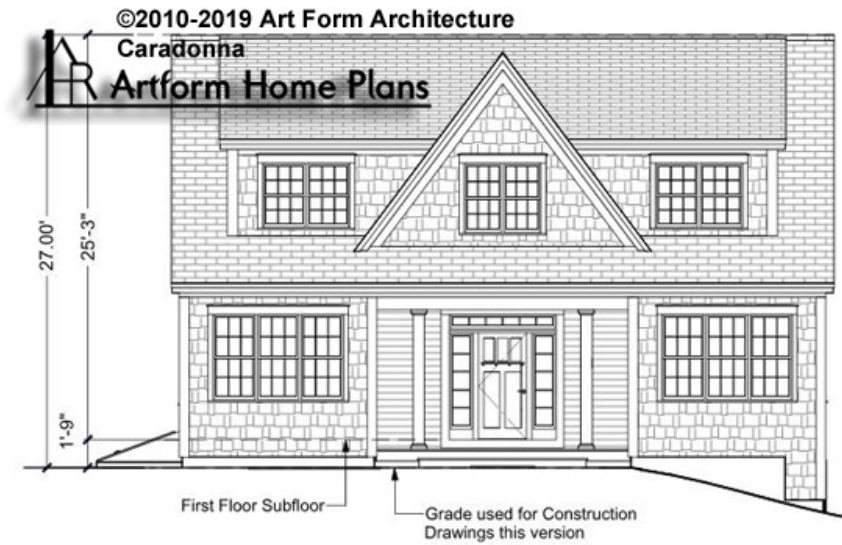 ©2010-2019 Art Form Architecture
Caradonna
AHR Artform Home Plans
27.00'
25'-3"
1'-9"
First Floor Subfloor
Grade used for Construction
Drawings this version